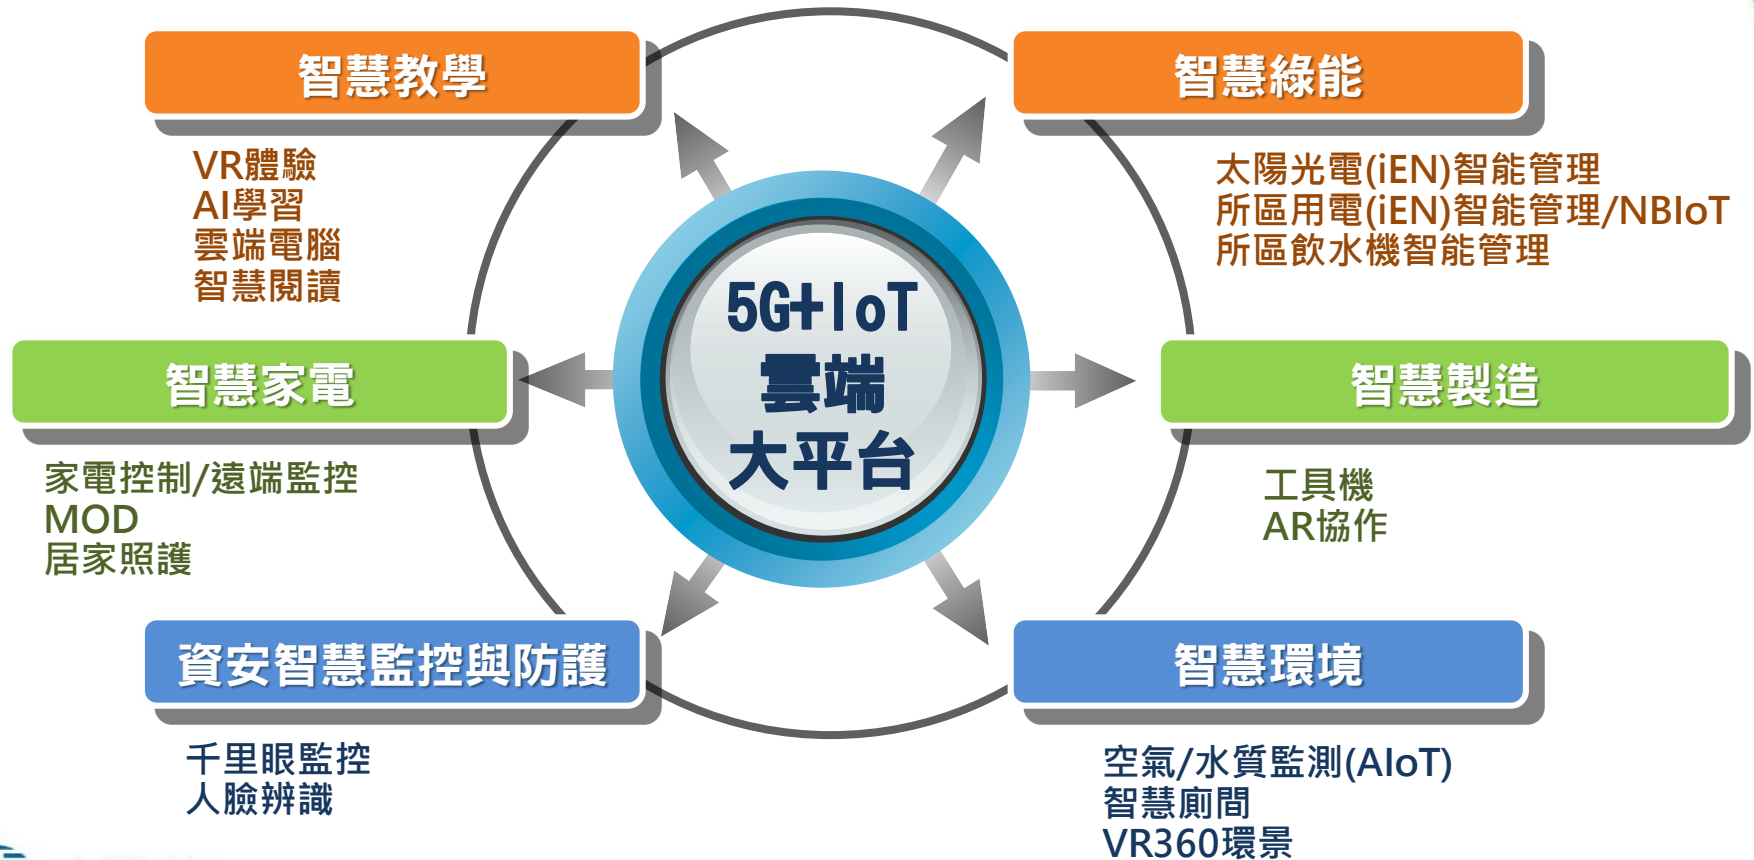 智慧教學
VR體驗
AI學習
雲端電腦
智慧閱讀
智慧綠能
太陽光電(iEN)智能管理
所區用電(iEN)智能管理/NBIoT
所區飲水機智能管理
5G+IoT
雲端
大平台
智慧家電
家電控制/遠端監控
MOD
居家照護
智慧製造
工具機
AR協作
資安智慧監控與防護
千里眼監控
人臉辨識
智慧環境
空氣/水質監測(AIoT)
智慧廁間
VR360環景